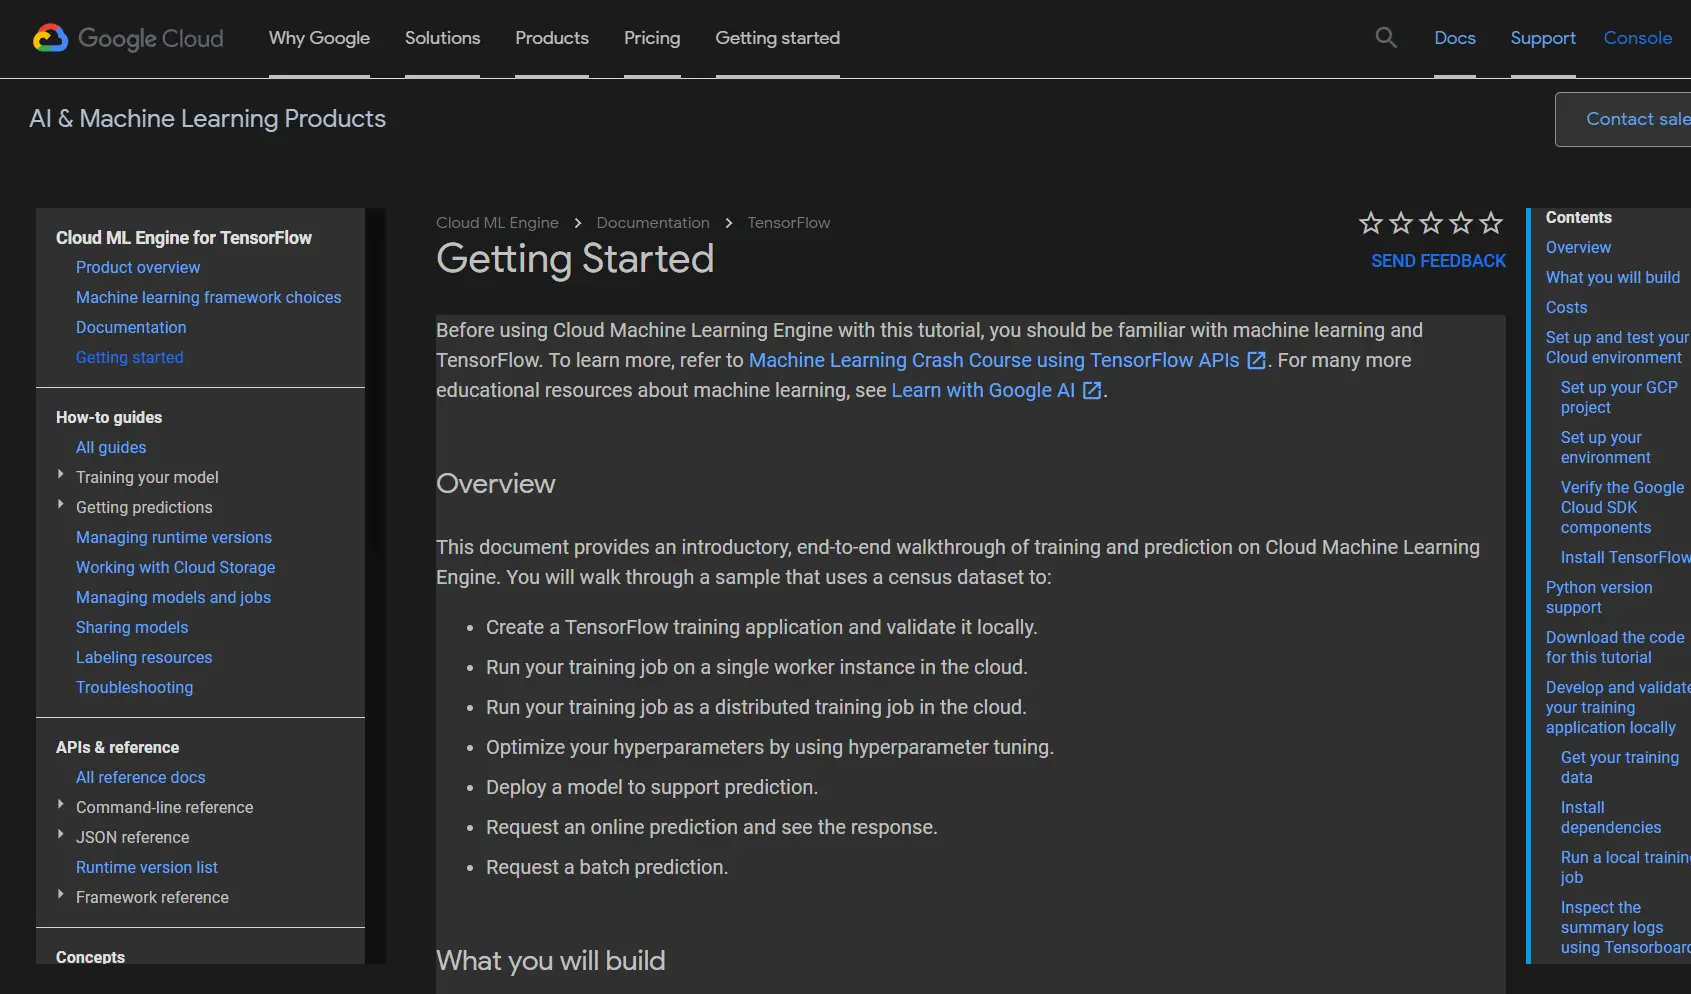 Google Cloud
Why Google
Solutions
Products
Pricing
Getting started
Docs
Support
Console
AI & Machine Learning Products
Contact sale
Cloud ML Engine for TensorFlow
Product overview
Machine learning framework choices
Documentation
Getting started
How-to guides
All guides
Training your model
Getting predictions
Managing runtime versions
Working with Cloud Storage
Managing models and jobs
Sharing models
Labeling resources
Troubleshooting
APIs & reference
All reference docs
Command-line reference
JSON reference
Runtime version list
Framework reference
Concepts
Cloud ML Engine > Documentation > TensorFlow
Getting Started
SEND FEEDBACK
Before using Cloud Machine Learning Engine with this tutorial, you should be familiar with machine learning and
TensorFlow. To learn more, refer to Machine Learning Crash Course using TensorFlow APIs. For many more
educational resources about machine learning, see Learn with Google AI.
Overview
This document provides an introductory, end-to-end walkthrough of training and prediction on Cloud Machine Learning
Engine. You will walk through a sample that uses a census dataset to:
• Create a TensorFlow training application and validate it locally.
• Run your training job on a single worker instance in the cloud.
• Run your training job as a distributed training job in the cloud.
• Optimize your hyperparameters by using hyperparameter tuning.
• Deploy a model to support prediction.
• Request an online prediction and see the response.
• Request a batch prediction.
What you will build
Contents
Overview
What you will build
Costs
Set up and test your
Cloud environment
Set up your GCP
project
Set up your
environment
Verify the Google
Cloud SDK
components
Install TensorFlow
Python version
support
Download the code
for this tutorial
Develop and validate
your training
application locally
Get your training
data
Install
dependencies
Run a local training
job
Inspect the
summary logs
using Tensorboard